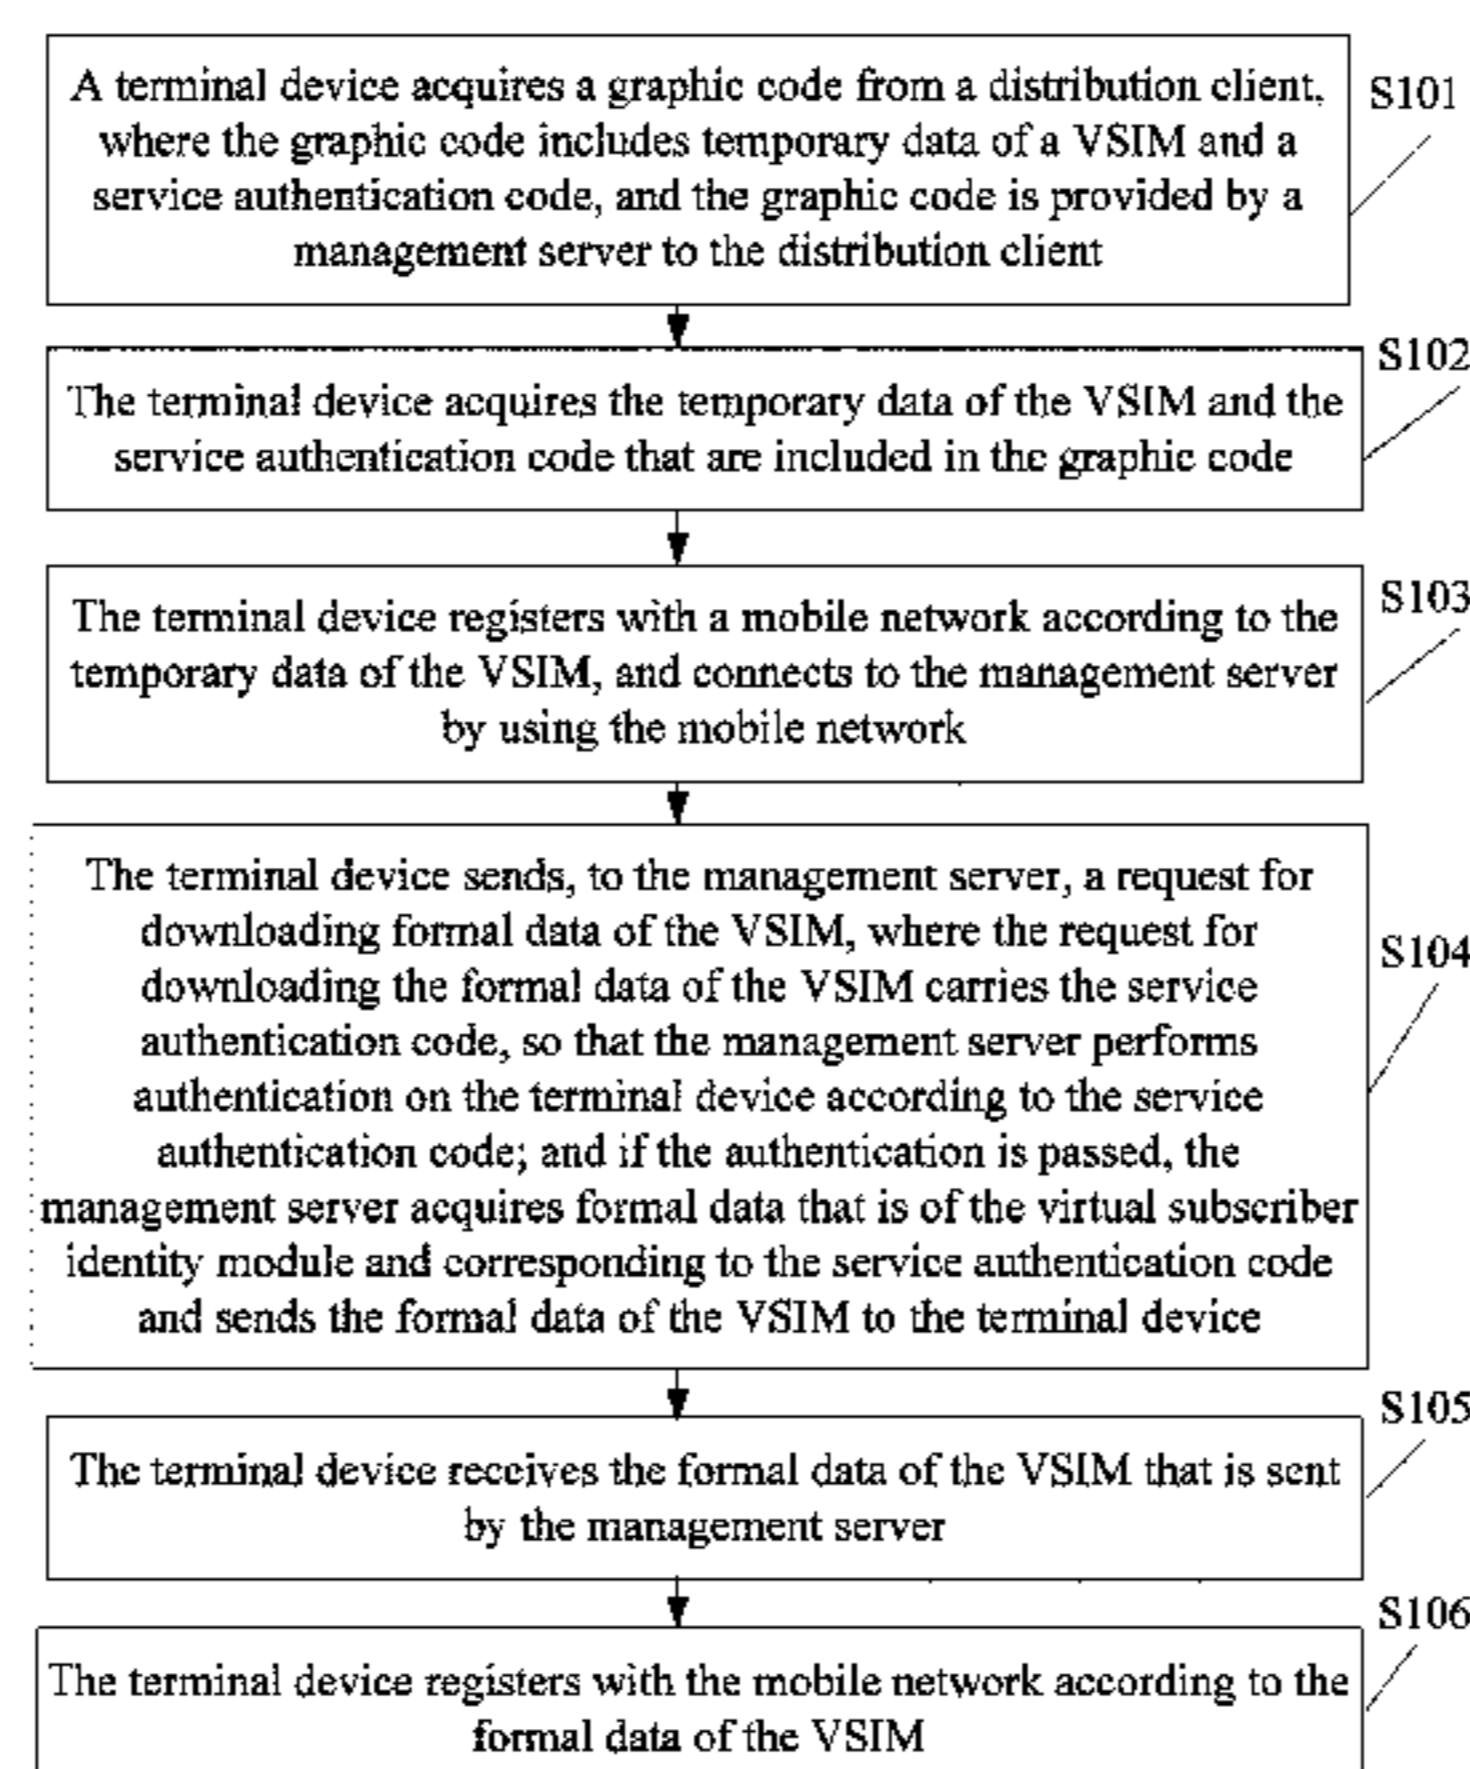 A terminal device acquires a graphic code from a distribution client,
where the graphic code includes temporary data of a VSIM and a
service authentication code, and the graphic code is provided by a
management server to the distribution client
S101
The terminal device acquires the temporary data of the VSIM and the
service authentication code that are included in the graphic code
S102
The terminal device registers with a mobile network according to the
temporary data of the VSIM, and connects to the management server
by using the mobile network
S103
The terminal device sends, to the management server, a request for
downloading formal data of the VSIM, where the request for
downloading the formal data of the VSIM carries the service
authentication code, so that the management server performs
authentication on the terminal device according to the service
authentication code; and if the authentication is passed, the
management server acquires formal data that is of the virtual subscriber
identity module and corresponding to the service authentication code
and sends the formal data of the VSIM to the terminal device
S104
The terminal device receives the formal data of the VSIM that is sent
by the management server
S105
The terminal device registers with the mobile network according to the
formal data of the VSIM
S106